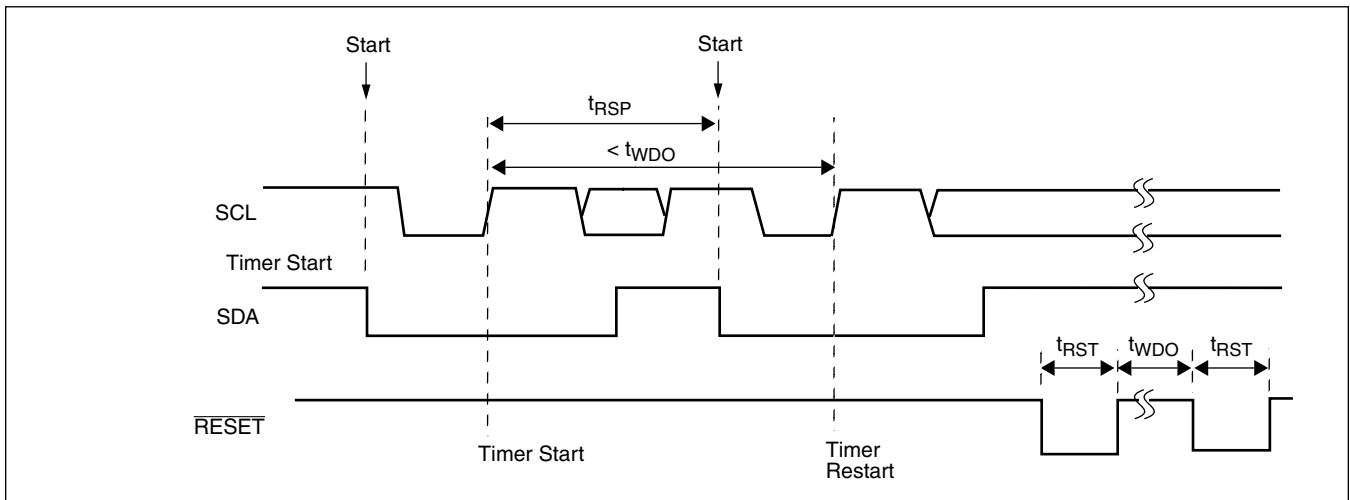 Start
Start
tRSP
< tWDO
SCL
Timer Start
SDA
tRST
tWDO
tRST
RESET
Timer Start
Timer
Restart